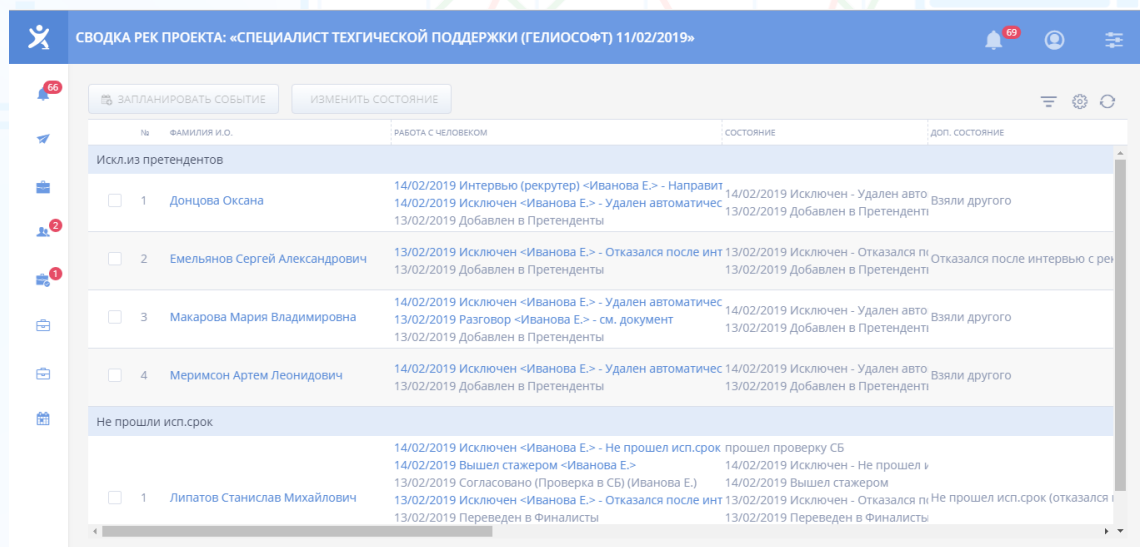 СВОДКА РЕК ПРОЕКТА: «СПЕЦИАЛИСТ ТЕХГИЧЕСКОЙ ПОДДЕРЖКИ (ГЕЛИОСОФТ) 11/02/2019»
69
66
ЗАПЛАНИРОВАТЬ СОБЫТИЕ
ИЗМЕНИТЬ СОСТОЯНИЕ
№ ФАМИЛИЯ И.О. РАБОТА С ЧЕЛОВЕКОМ СОСТОЯНИЕ ДОП. СОСТОЯНИЕ
Искл.из претендентов
1 Донцова Оксана
14/02/2019 Интервью (рекрутер) <Иванова Е.> - Направит
14/02/2019 Исключен <Иванова Е.> - Удален автоматичес
13/02/2019 Добавлен в Претенденты
14/02/2019 Исключен - Удален авто
13/02/2019 Добавлен в Претендент
Взяли другого
2
2 Емельянов Сергей Александрович
13/02/2019 Исключен <Иванова Е.> - Отказался после инт
13/02/2019 Добавлен в Претенденты
13/02/2019 Исключен - Отказался п
13/02/2019 Добавлен в Претендент
Отказался после интервью с рек
1
3 Макарова Мария Владимировна
14/02/2019 Исключен <Иванова Е.> - Удален автоматичес
13/02/2019 Разговор <Иванова Е.> - см. документ
13/02/2019 Добавлен в Претенденты
14/02/2019 Исключен - Удален авто
13/02/2019 Добавлен в Претендент
Взяли другого
4 Меримсон Артем Леонидович
14/02/2019 Исключен <Иванова Е.> - Удален автоматичес
13/02/2019 Добавлен в Претенденты
14/02/2019 Исключен - Удален авто
13/02/2019 Добавлен в Претендент
Взяли другого
Не прошли исп.срок
1 Липатов Станислав Михайлович
14/02/2019 Исключен <Иванова Е.> - Не прошел исп.срок
14/02/2019 Вышел стажером <Иванова Е.>
13/02/2019 Согласовано (Проверка в СБ) (Иванова Е.)
13/02/2019 Исключен <Иванова Е.> - Отказался после инт
13/02/2019 Переведен в Финалисты
прошел проверку СБ
14/02/2019 Исключен - Не прошел и
14/02/2019 Вышел стажером
13/02/2019 Исключен - Отказался п
13/02/2019 Переведен в Финалисты
Не прошел исп.срок (отказался